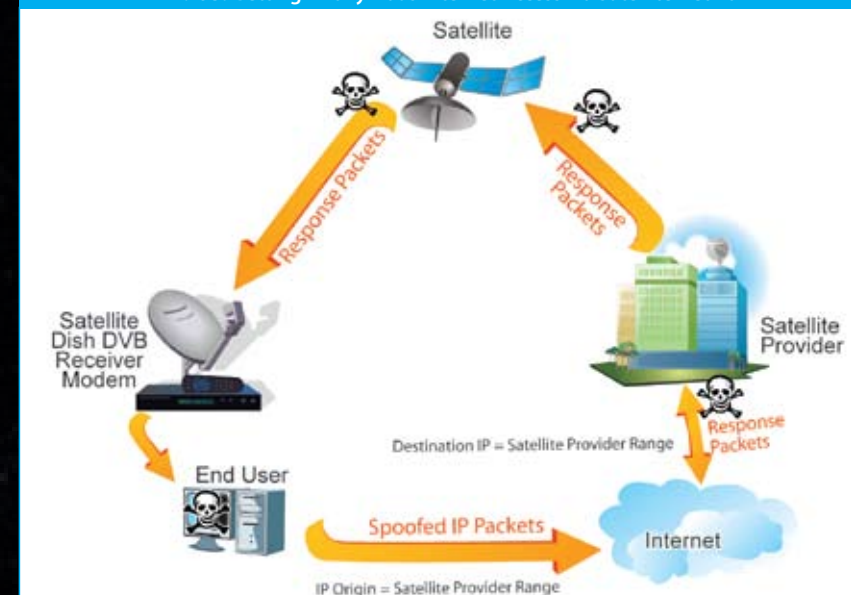 Satellite
Response Packets
Response
Packets
Satellite
Dish DVB
Receiver
Modem
Satellite
Provider
Destination IP = Satellite Provider Range
Response
Packets
End User
Spoofed IP Packets
Internet
IP Origin = Satellite Provider Range